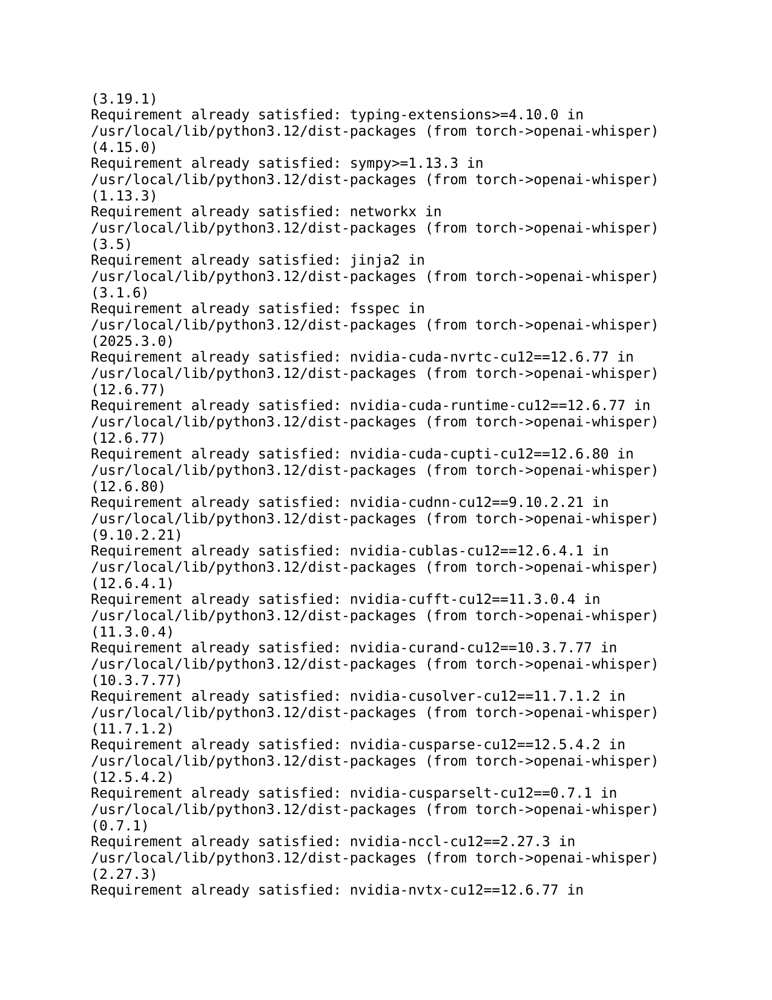 (3.19.1)
Requirement already satisfied: typing-extensions>=4.10.0 in
/usr/local/lib/python3.12/dist-packages (from torch->openai-whisper)
(4.15.0)
Requirement already satisfied: sympy>=1.13.3 in
/usr/local/lib/python3.12/dist-packages (from torch->openai-whisper)
(1.13.3)
Requirement already satisfied: networkx in
/usr/local/lib/python3.12/dist-packages (from torch->openai-whisper)
(3.5)
Requirement already satisfied: jinja2 in
/usr/local/lib/python3.12/dist-packages (from torch->openai-whisper)
(3.1.6)
Requirement already satisfied: fsspec in
/usr/local/lib/python3.12/dist-packages (from torch->openai-whisper)
(2025.3.0)
Requirement already satisfied: nvidia-cuda-nvrtc-cu12==12.6.77 in
/usr/local/lib/python3.12/dist-packages (from torch->openai-whisper)
(12.6.77)
Requirement already satisfied: nvidia-cuda-runtime-cu12==12.6.77 in
/usr/local/lib/python3.12/dist-packages (from torch->openai-whisper)
(12.6.77)
Requirement already satisfied: nvidia-cuda-cupti-cu12==12.6.80 in
/usr/local/lib/python3.12/dist-packages (from torch->openai-whisper)
(12.6.80)
Requirement already satisfied: nvidia-cudnn-cu12==9.10.2.21 in
/usr/local/lib/python3.12/dist-packages (from torch->openai-whisper)
(9.10.2.21)
Requirement already satisfied: nvidia-cublas-cu12==12.6.4.1 in
/usr/local/lib/python3.12/dist-packages (from torch->openai-whisper)
(12.6.4.1)
Requirement already satisfied: nvidia-cufft-cu12==11.3.0.4 in
/usr/local/lib/python3.12/dist-packages (from torch->openai-whisper)
(11.3.0.4)
Requirement already satisfied: nvidia-curand-cu12==10.3.7.77 in
/usr/local/lib/python3.12/dist-packages (from torch->openai-whisper)
(10.3.7.77)
Requirement already satisfied: nvidia-cusolver-cu12==11.7.1.2 in
/usr/local/lib/python3.12/dist-packages (from torch->openai-whisper)
(11.7.1.2)
Requirement already satisfied: nvidia-cusparse-cu12==12.5.4.2 in
/usr/local/lib/python3.12/dist-packages (from torch->openai-whisper)
(12.5.4.2)
Requirement already satisfied: nvidia-cusparselt-cu12==0.7.1 in
/usr/local/lib/python3.12/dist-packages (from torch->openai-whisper)
(0.7.1)
Requirement already satisfied: nvidia-nccl-cu12==2.27.3 in
/usr/local/lib/python3.12/dist-packages (from torch->openai-whisper)
(2.27.3)
Requirement already satisfied: nvidia-nvtx-cu12==12.6.77 in